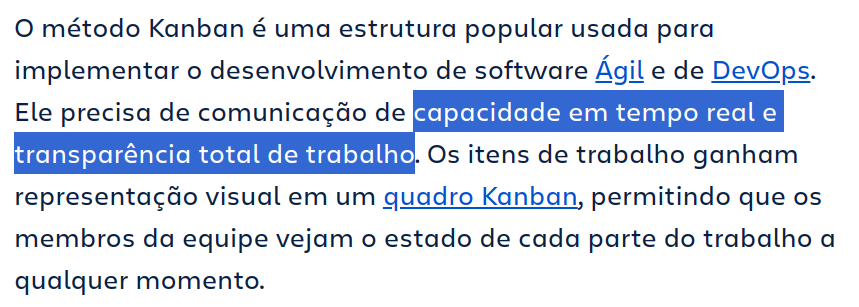 O método Kanban é uma estrutura popular usada para
implementar o desenvolvimento de software Ágil e de DevOps.
Ele precisa de comunicação de capacidade em tempo real e
transparência total de trabalho. Os itens de trabalho ganham
representação visual em um quadro Kanban, permitindo que os
membros da equipe vejam o estado de cada parte do trabalho a
qualquer momento.